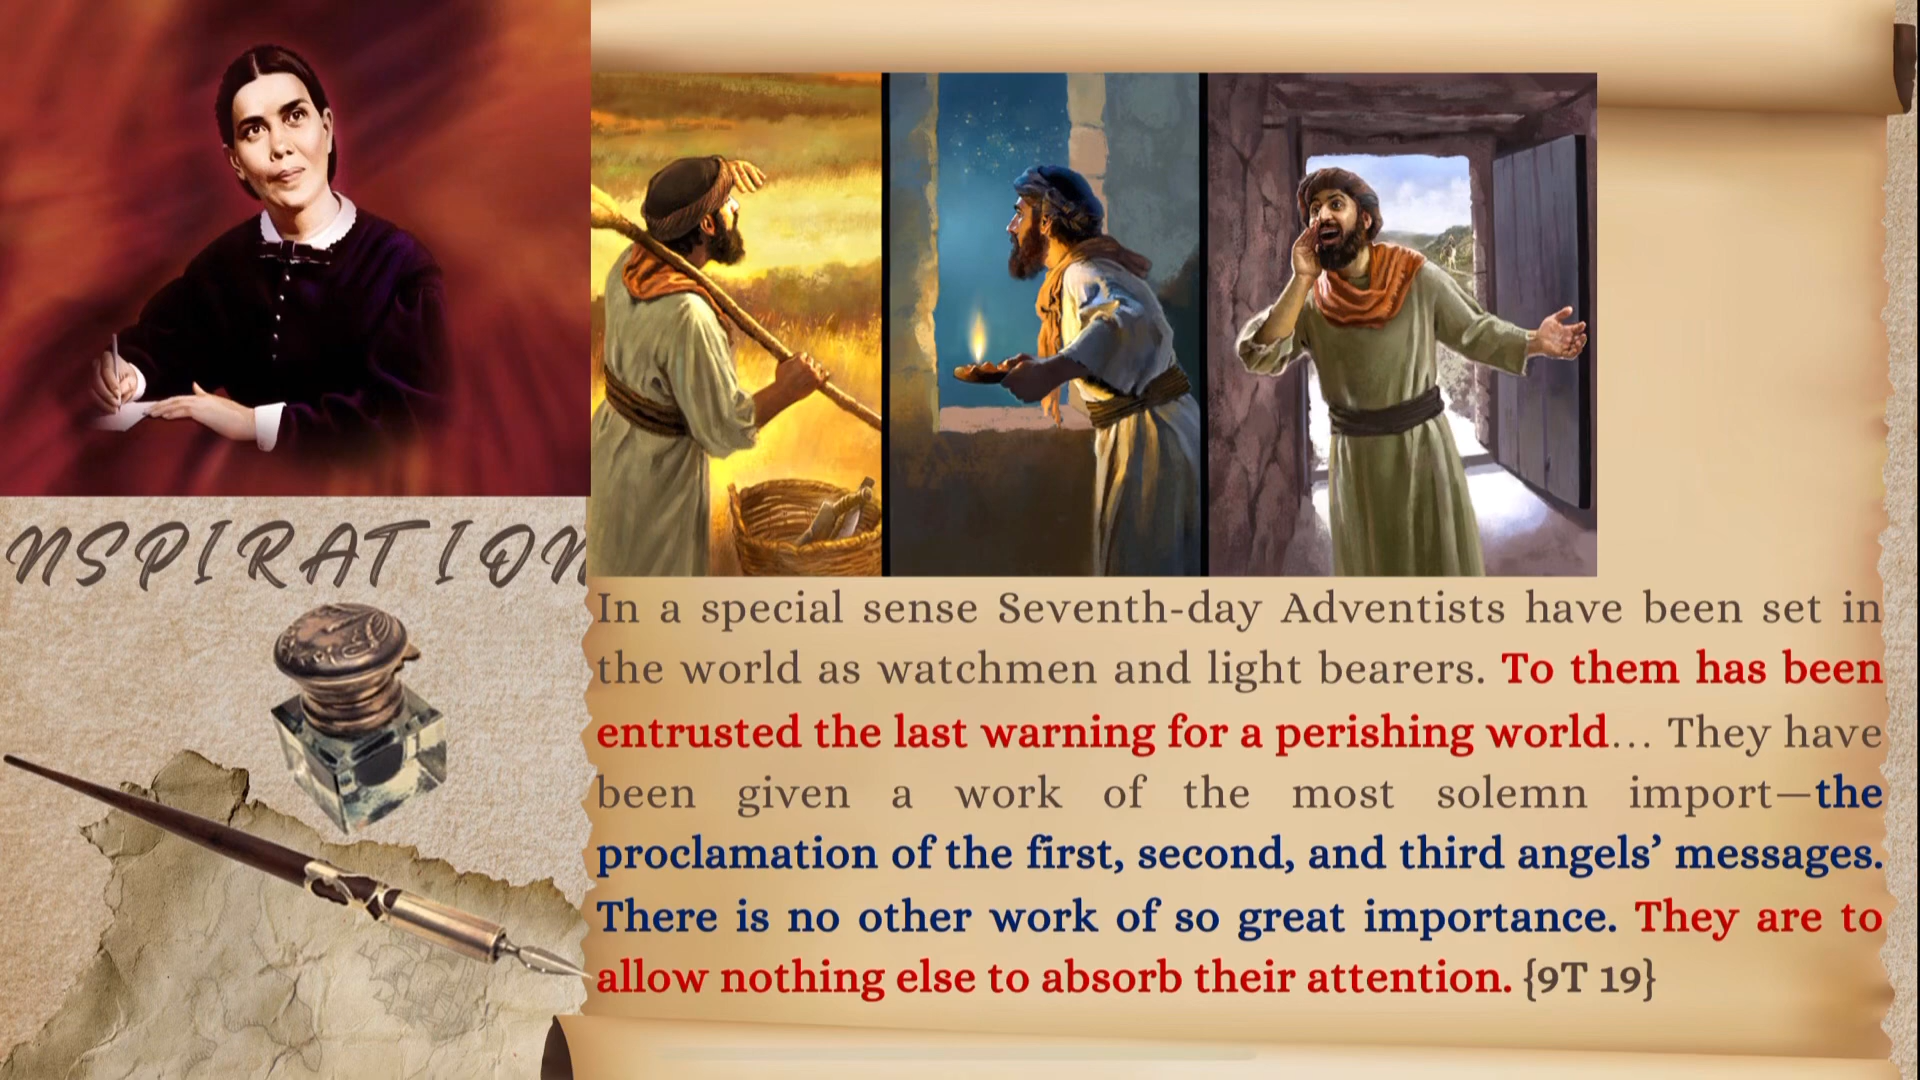 NSPIRATION
In a special sense Seventh-day Adventists have been set in
the world as watchmen and light bearers. To them has been
entrusted the last warning for a perishing world… They have
been given a work of the most solemn import—the
proclamation of the first, second, and third angels’ messages.
There is no other work of so great importance. They are to
allow nothing else to absorb their attention. {9T 19}